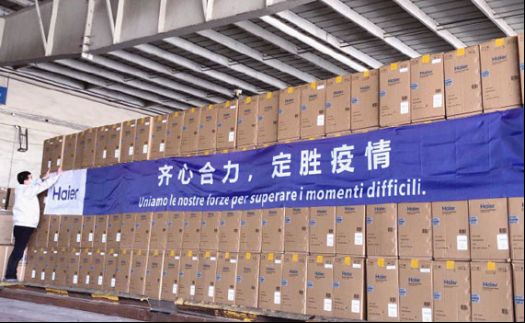 Haier
齐心合力，定胜疫情
Uniamo le nostre forze per superare i momenti difficili.